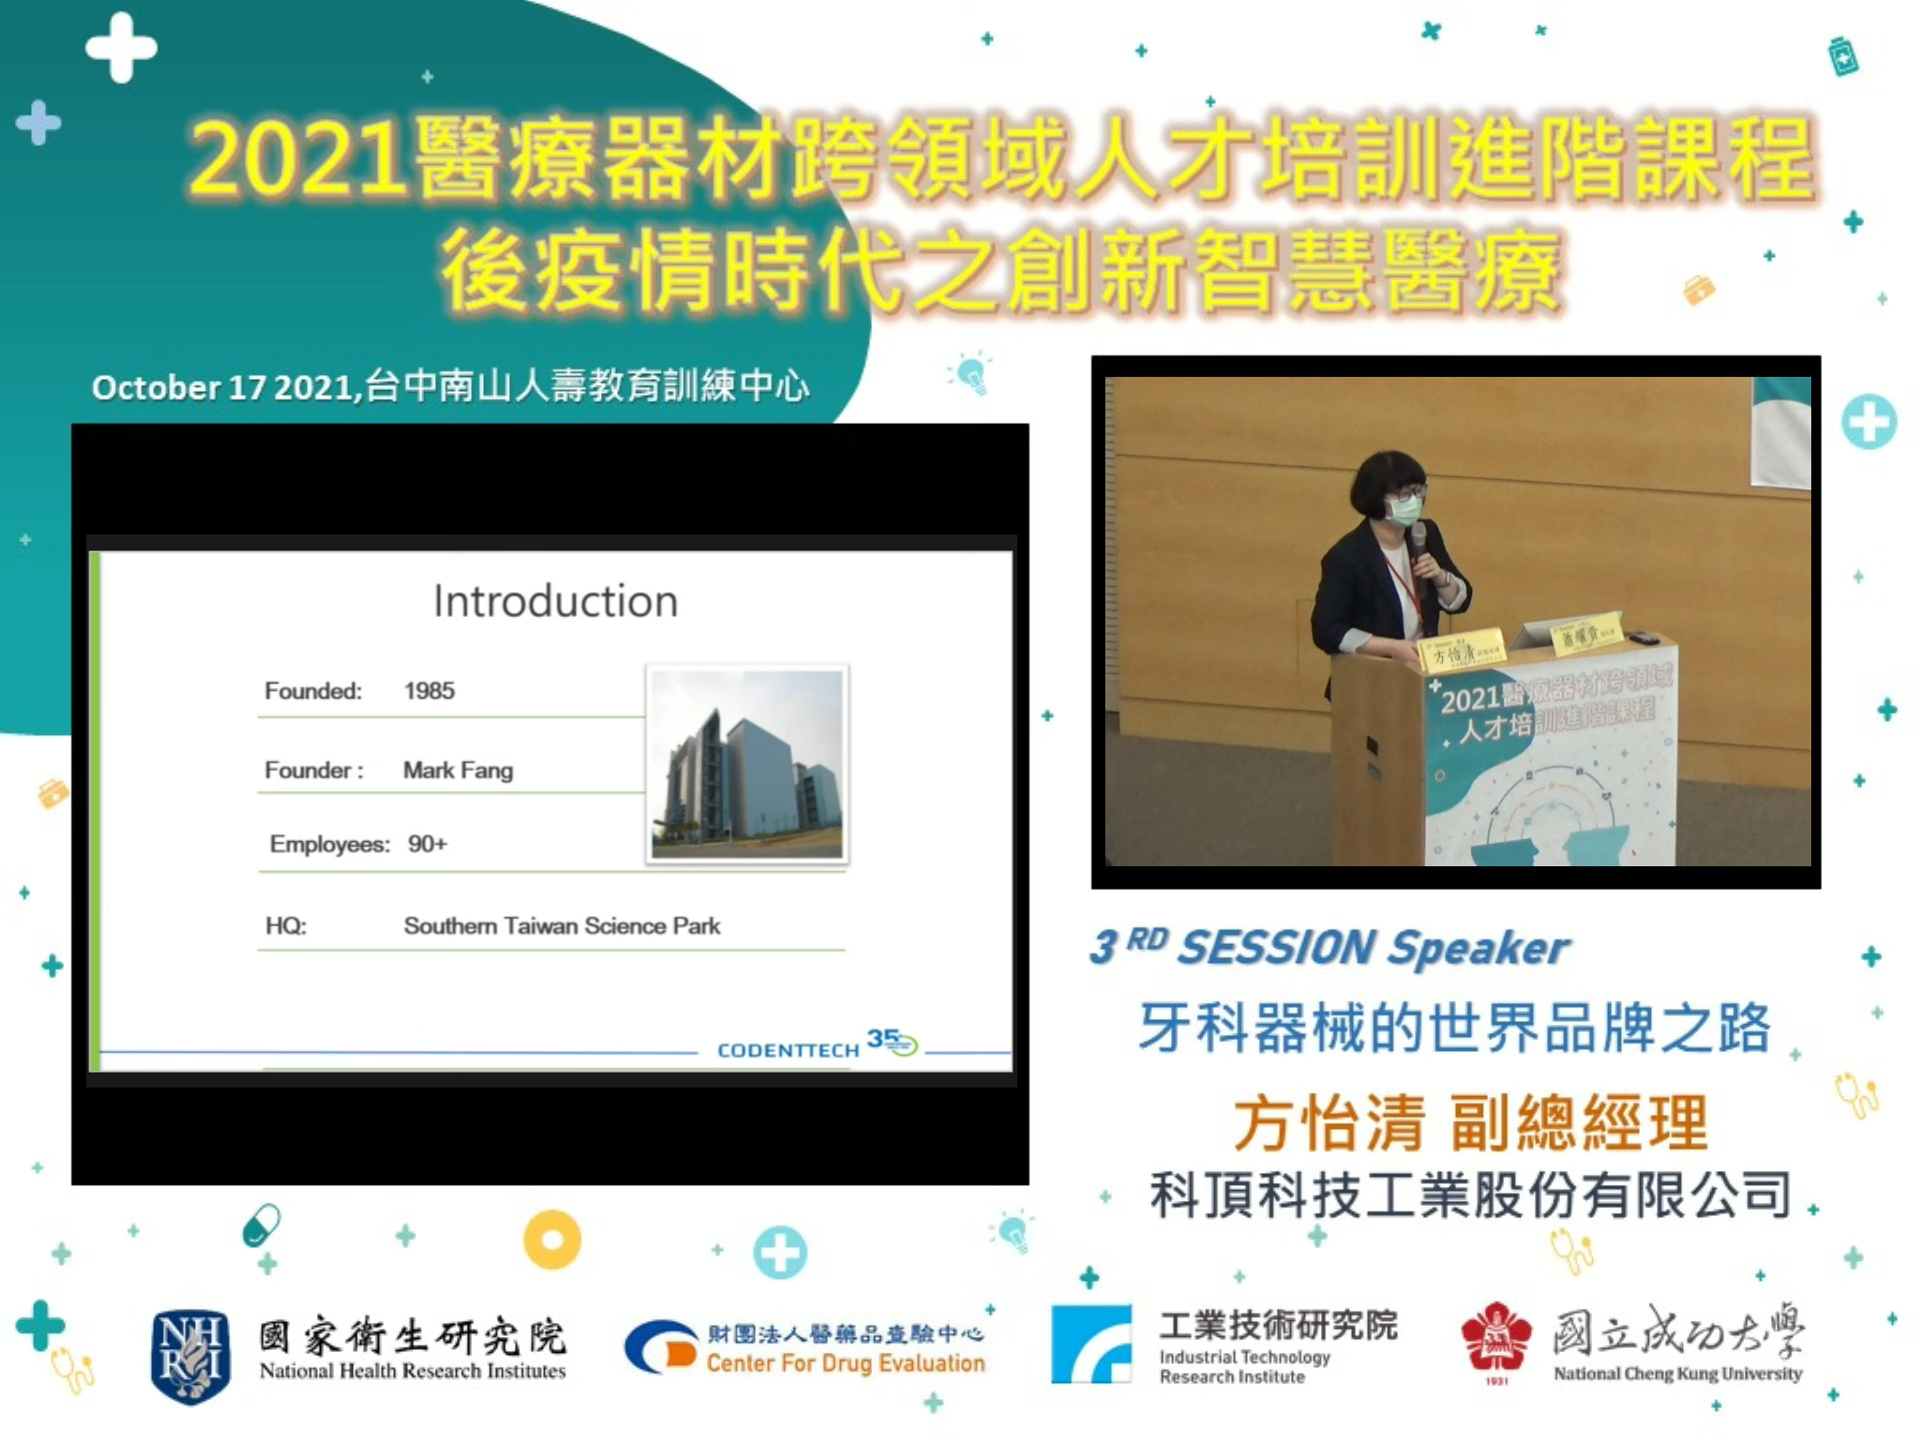 2021醫療器材跨領域人才培訓進階課程
後疫情時代之創新智慧醫療
October 17 2021,台中南山人壽教育訓練中心
Introduction
Founded: 1985
Founder : Mark Fang
Employees: 90+
HQ: Southern Taiwan Science Park
CODENTTECH 35
方怡清
蕭耀貴
2021醫療器材跨領域
人才培訓進階課程
3 RD SESSION Speaker
牙科器械的世界品牌之路
方怡清 副總經理
科頂科技工業股份有限公司
NHRI
國家衛生研究院
National Health Research Institutes
財團法人醫藥品查驗中心
Center For Drug Evaluation
工業技術研究院
Industrial Technology
Research Institute
1931
國立成功大學
National Cheng Kung University